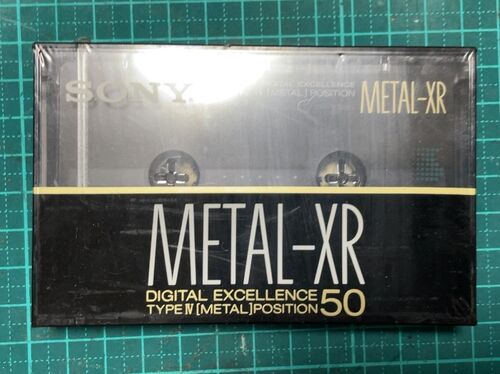 SONY
DIGITAL EXCELLENCE
TYPE IV [METAL] POSITION
METAL-XR
METAL-XR
DIGITAL EXCELLENCE
TYPE IV [METAL] POSITION 50